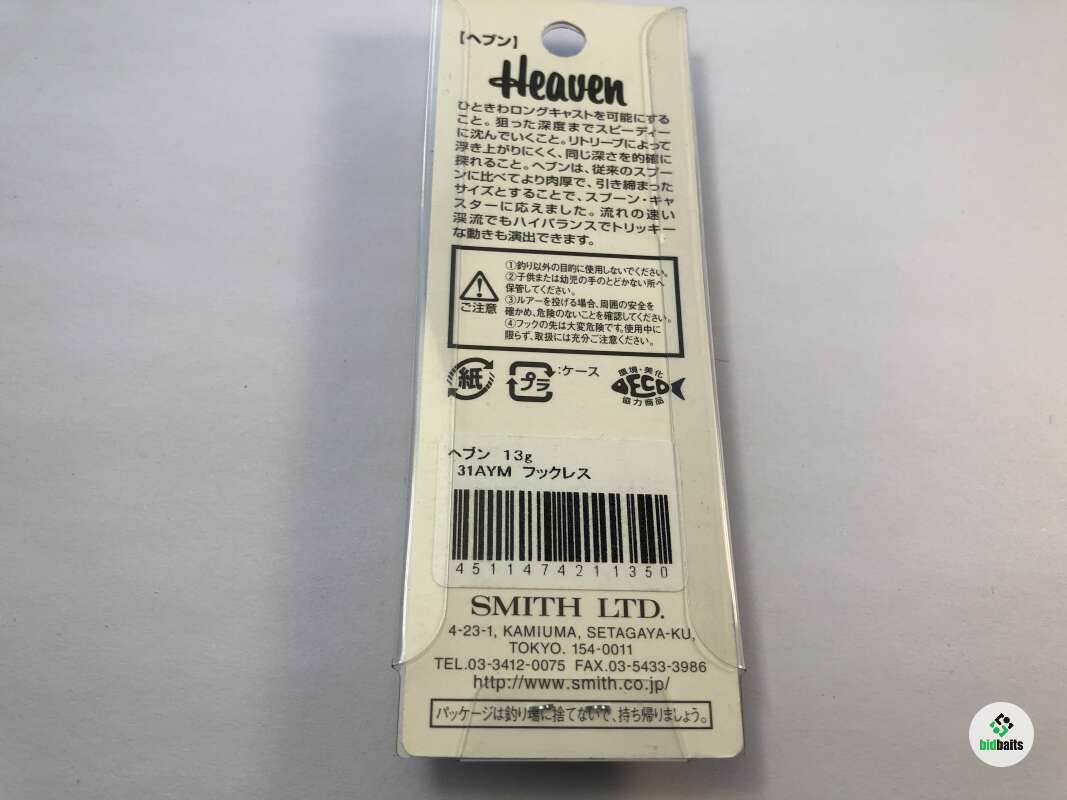 【ヘブン】
Heaven
ひときわロングキャストを可能にする
こと。狙った深度までスピーディー
に沈んでいくこと。リトリーブによって
浮き上がりにくく、同じ深さを的確に
探れること。ヘブンは、従来のスプー
ンに比べてより肉厚で、引き締まった
サイズとすることで、スプーン・キャ
スターに応えました。流れの速い
渓流でもハイバランスでトリッキー
な動きも演出できます。
①釣り以外の目的に使用しないでください。
②子供または幼児の手のとどかない所へ
保管してください。
③ルアーを投げる場合、周囲の安全を
確かめ、危険のないことを確認してください。
④フックの先は大変危険です。使用中に
限らず、取扱には充分ご注意ください。
ご注意
紙
プラ
:ケース
環境・美化
ECO
協力商品
ヘブン 13g
31AYM フックレス
4511474211350
SMITH LTD.
4-23-1, KAMIUMA, SETAGAYA-KU,
TOKYO. 154-0011
TEL.03-3412-0075 FAX.03-5433-3986
http://www.smith.co.jp/
パッケージは釣り場に捨てないで、持ち帰りましょう。
bidbaits